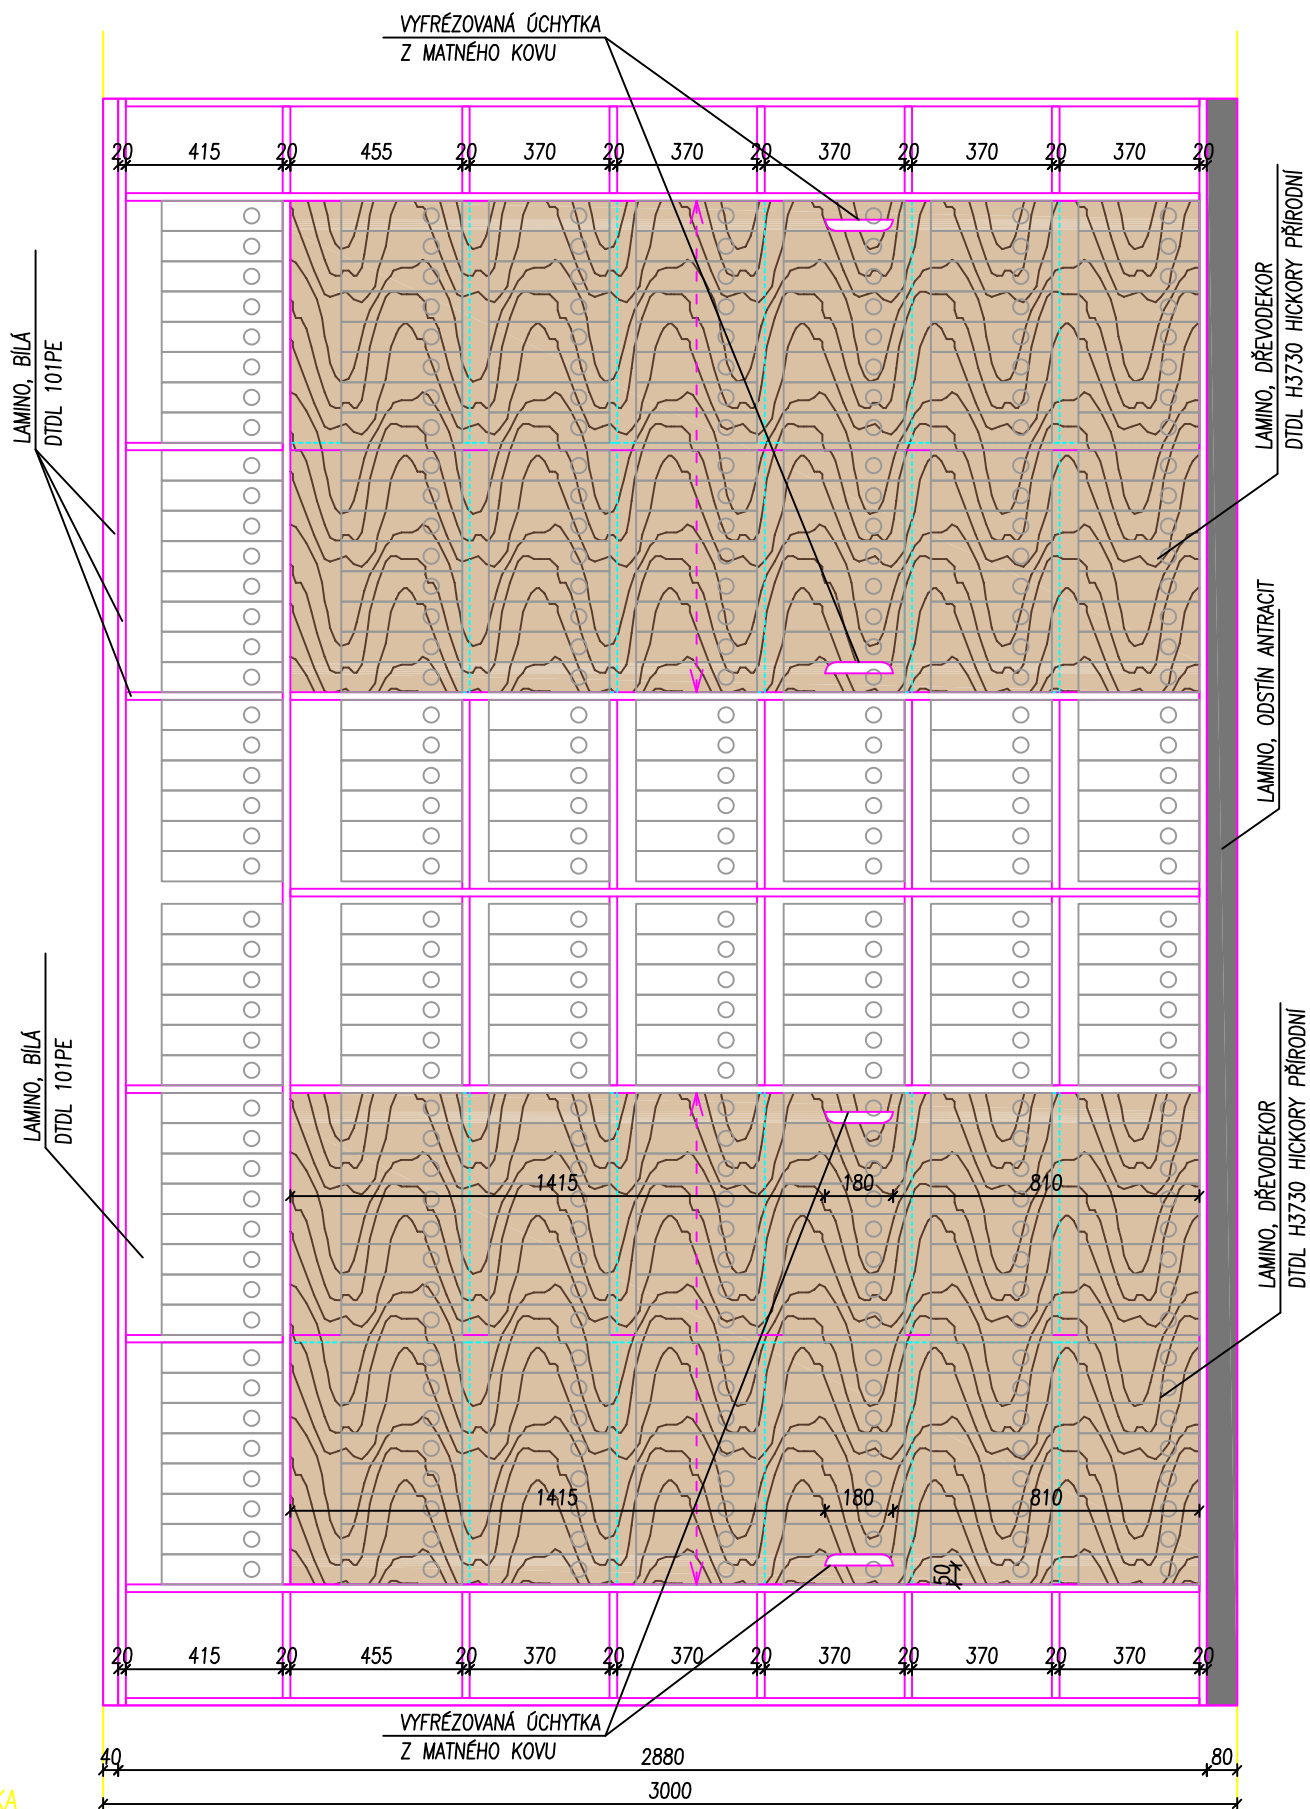 VYFRÉZOVANÁ ÚCHYTKA
Z MATNÉHO KOVU
20 415 20 455 20 370 20 370 20 370 20 370 20 370 20
LAMINO, BÍLÁ
DTDL 101PE
LAMINO, DŘEVODEKOR
DTDL H3730 HICKORY PŘÍRODNÍ
LAMINO, ODSTÍN ANTRACIT
LAMINO, BÍLÁ
DTDL 101PE
LAMINO, DŘEVODEKOR
DTDL H3730 HICKORY PŘÍRODNÍ
1415 180 810
1415 180 810
50
20 415 20 455 20 370 20 370 20 370 20 370 20 370 20
VYFRÉZOVANÁ ÚCHYTKA
Z MATNÉHO KOVU
40 2880 80
3000
KA